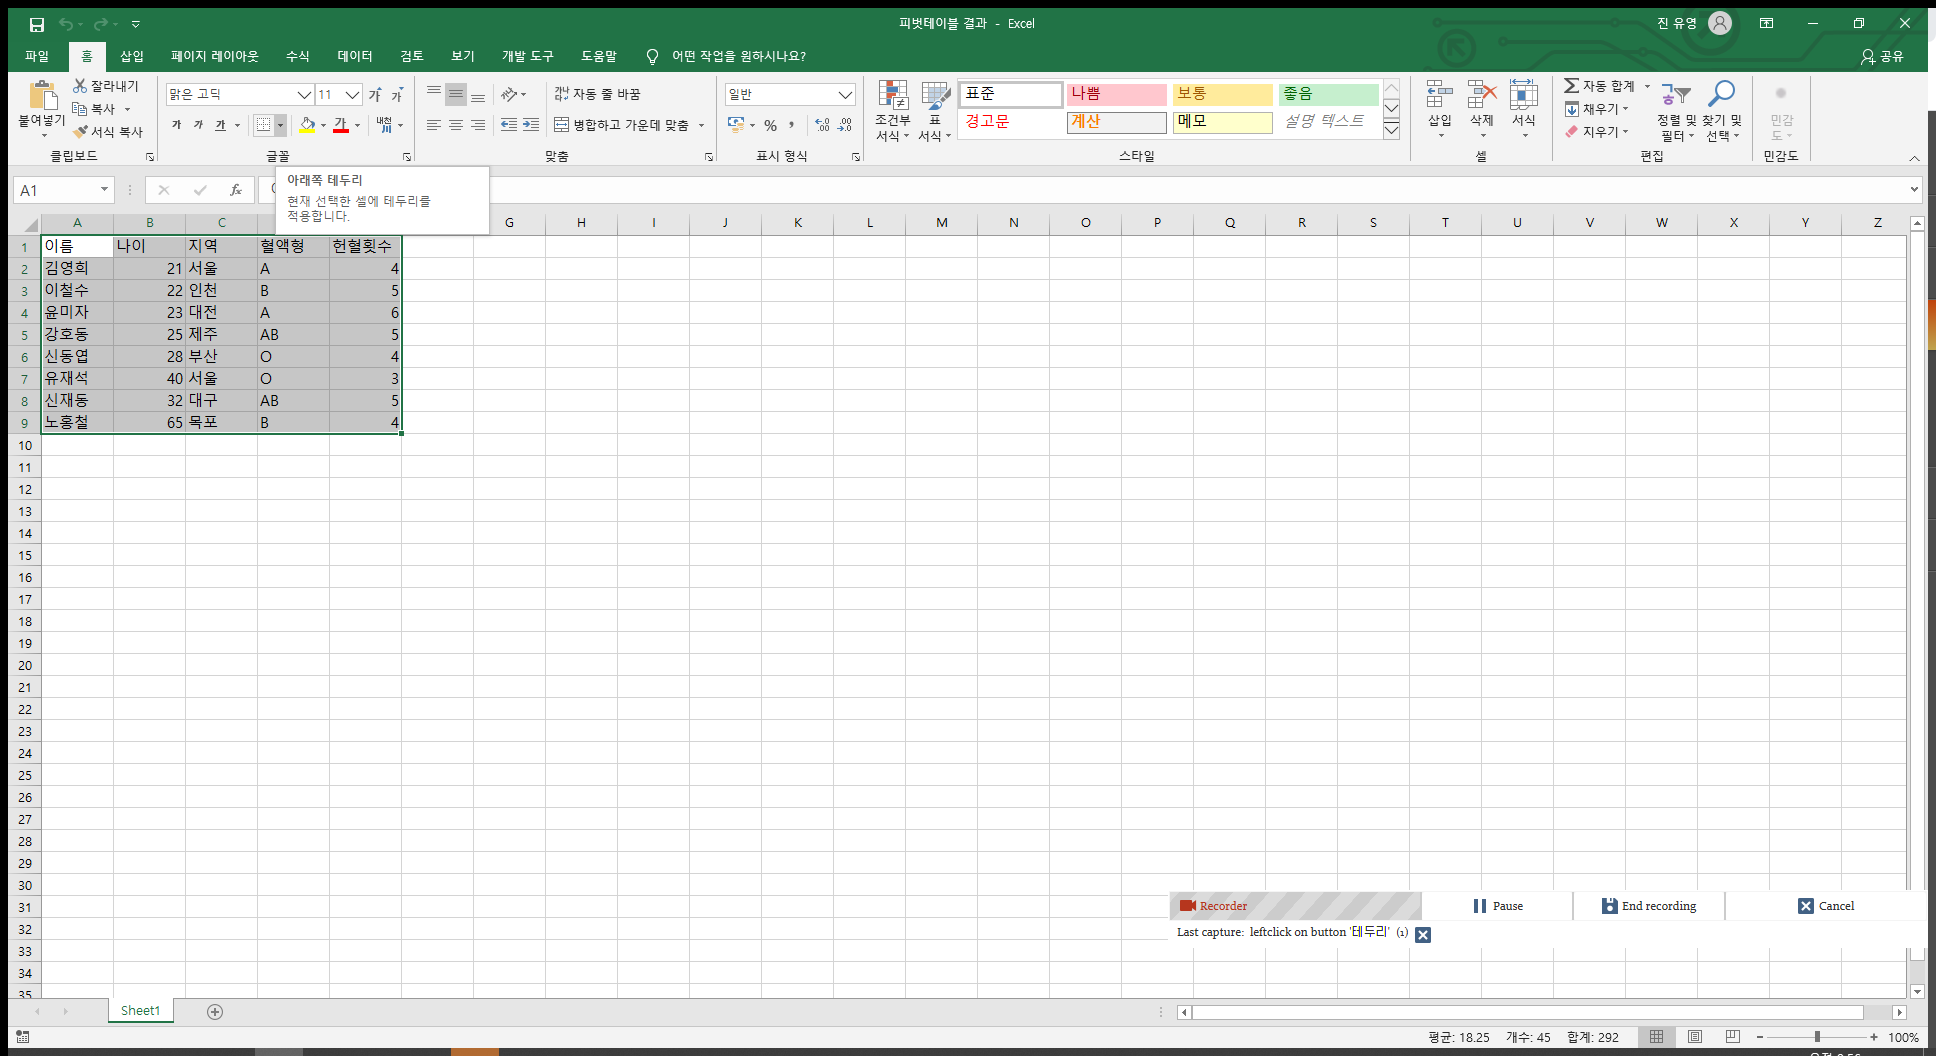 피벗테이블 결과 - Excel
진 유영
파일 홈 삽입 페이지 레이아웃 수식 데이터 검토 보기 개발 도구 도움말 어떤 작업을 원하시나요? 공유
붙여넣기
잘라내기
복사
서식 복사
클립보드
맑은 고딕 11 가 가
가 가 가 가 내천
글꼴
자동 줄 바꿈
병합하고 가운데 맞춤
맞춤
일반
% ,
표시 형식
조건부 서식
표 서식
표준 나쁨 보통 좋음
경고문 계산 메모 설명 텍스트
스타일
삽입 삭제 서식
셀
자동 합계
채우기
지우기
정렬 및 필터
찾기 및 선택
편집
민감도
민감도
A1 fx
아래쪽 테두리
현재 선택한 셀에 테두리를
적용합니다.
A B C G H I J K L M N O P Q R S T U V W X Y Z
1 이름 나이 지역 혈액형 헌혈횟수
2 김영희 21 서울 A 4
3 이철수 22 인천 B 5
4 윤미자 23 대전 A 6
5 강호동 25 제주 AB 5
6 신동엽 28 부산 O 4
7 유재석 40 서울 O 3
8 신재동 32 대구 AB 5
9 노홍철 65 목포 B 4
10
11
12
13
14
15
16
17
18
19
20
21
22
23
24
25
26
27
28
29
30
31
32
33
34
35
Recorder Pause End recording Cancel
Last capture: leftclick on button '테두리' (1)
Sheet1
평균: 18.25 개수: 45 합계: 292 100%